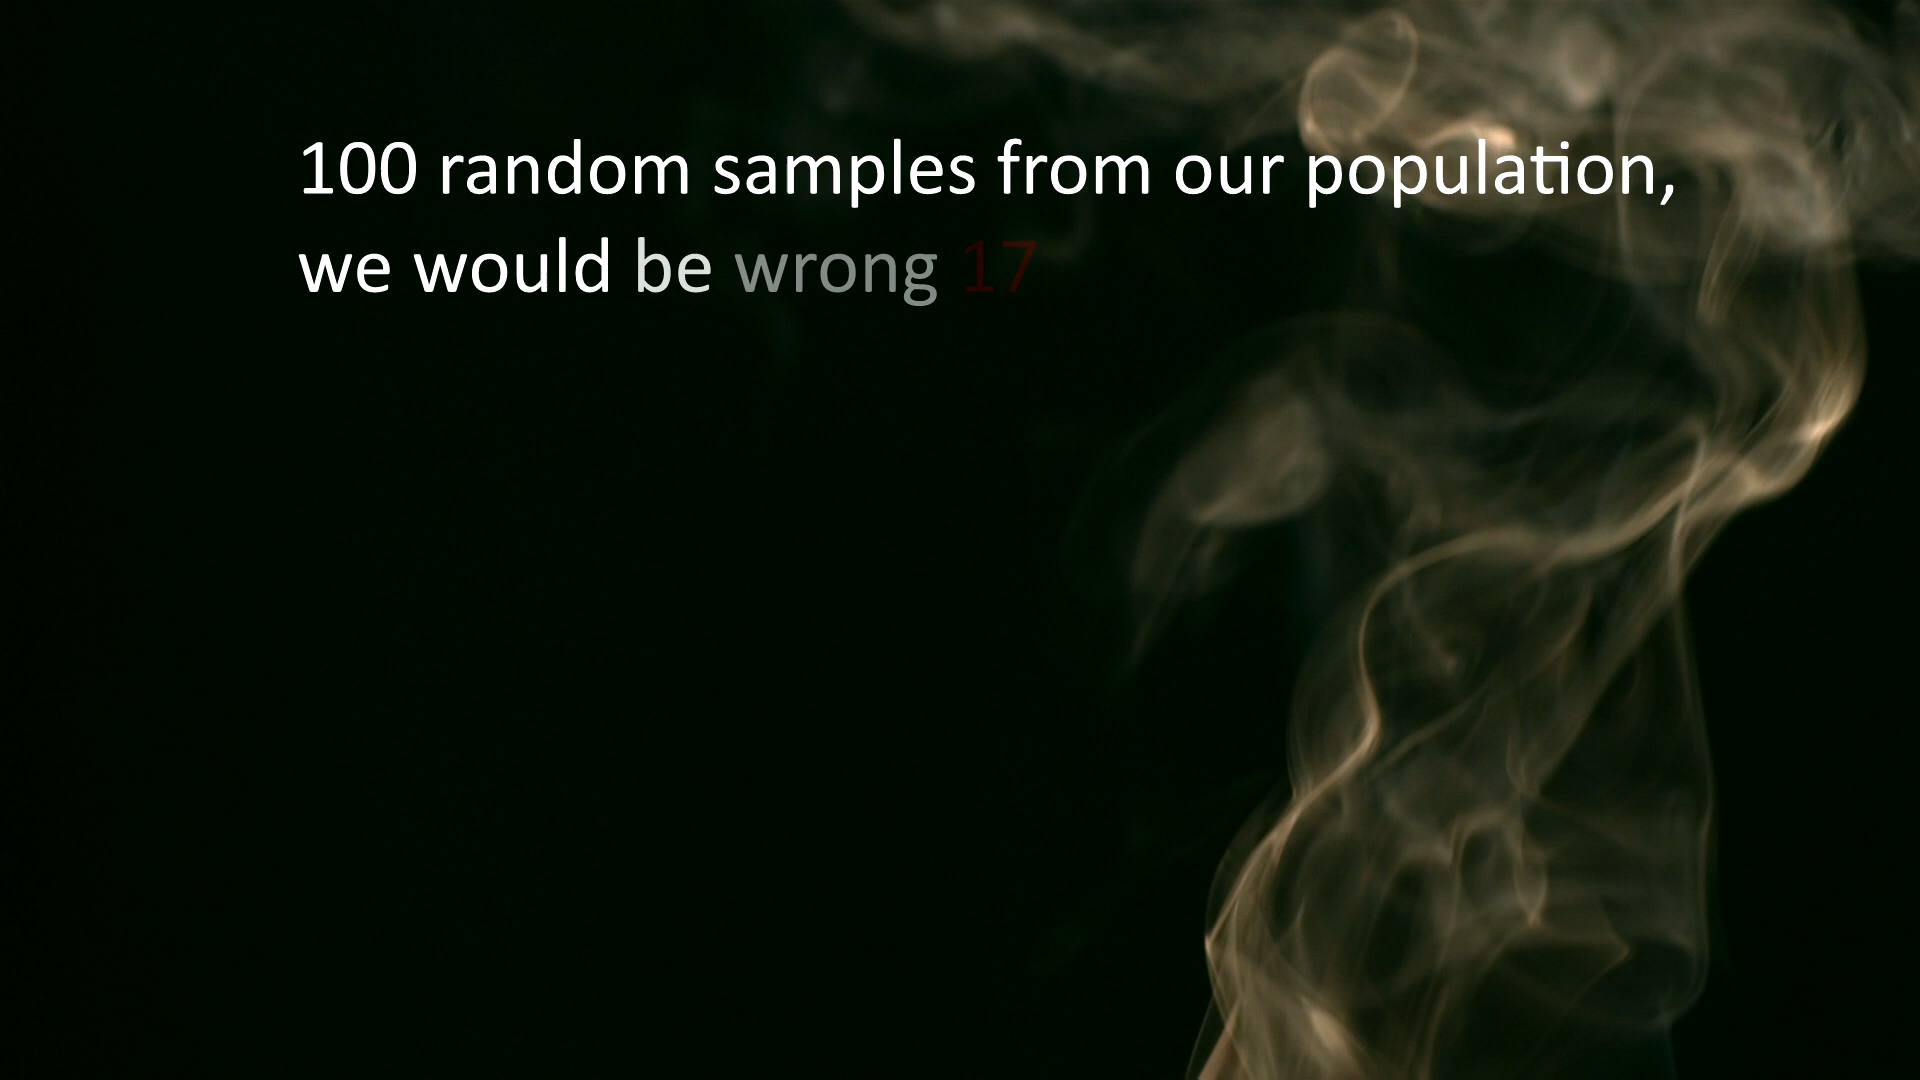 100 random samples from our population,
we would be wrong 17